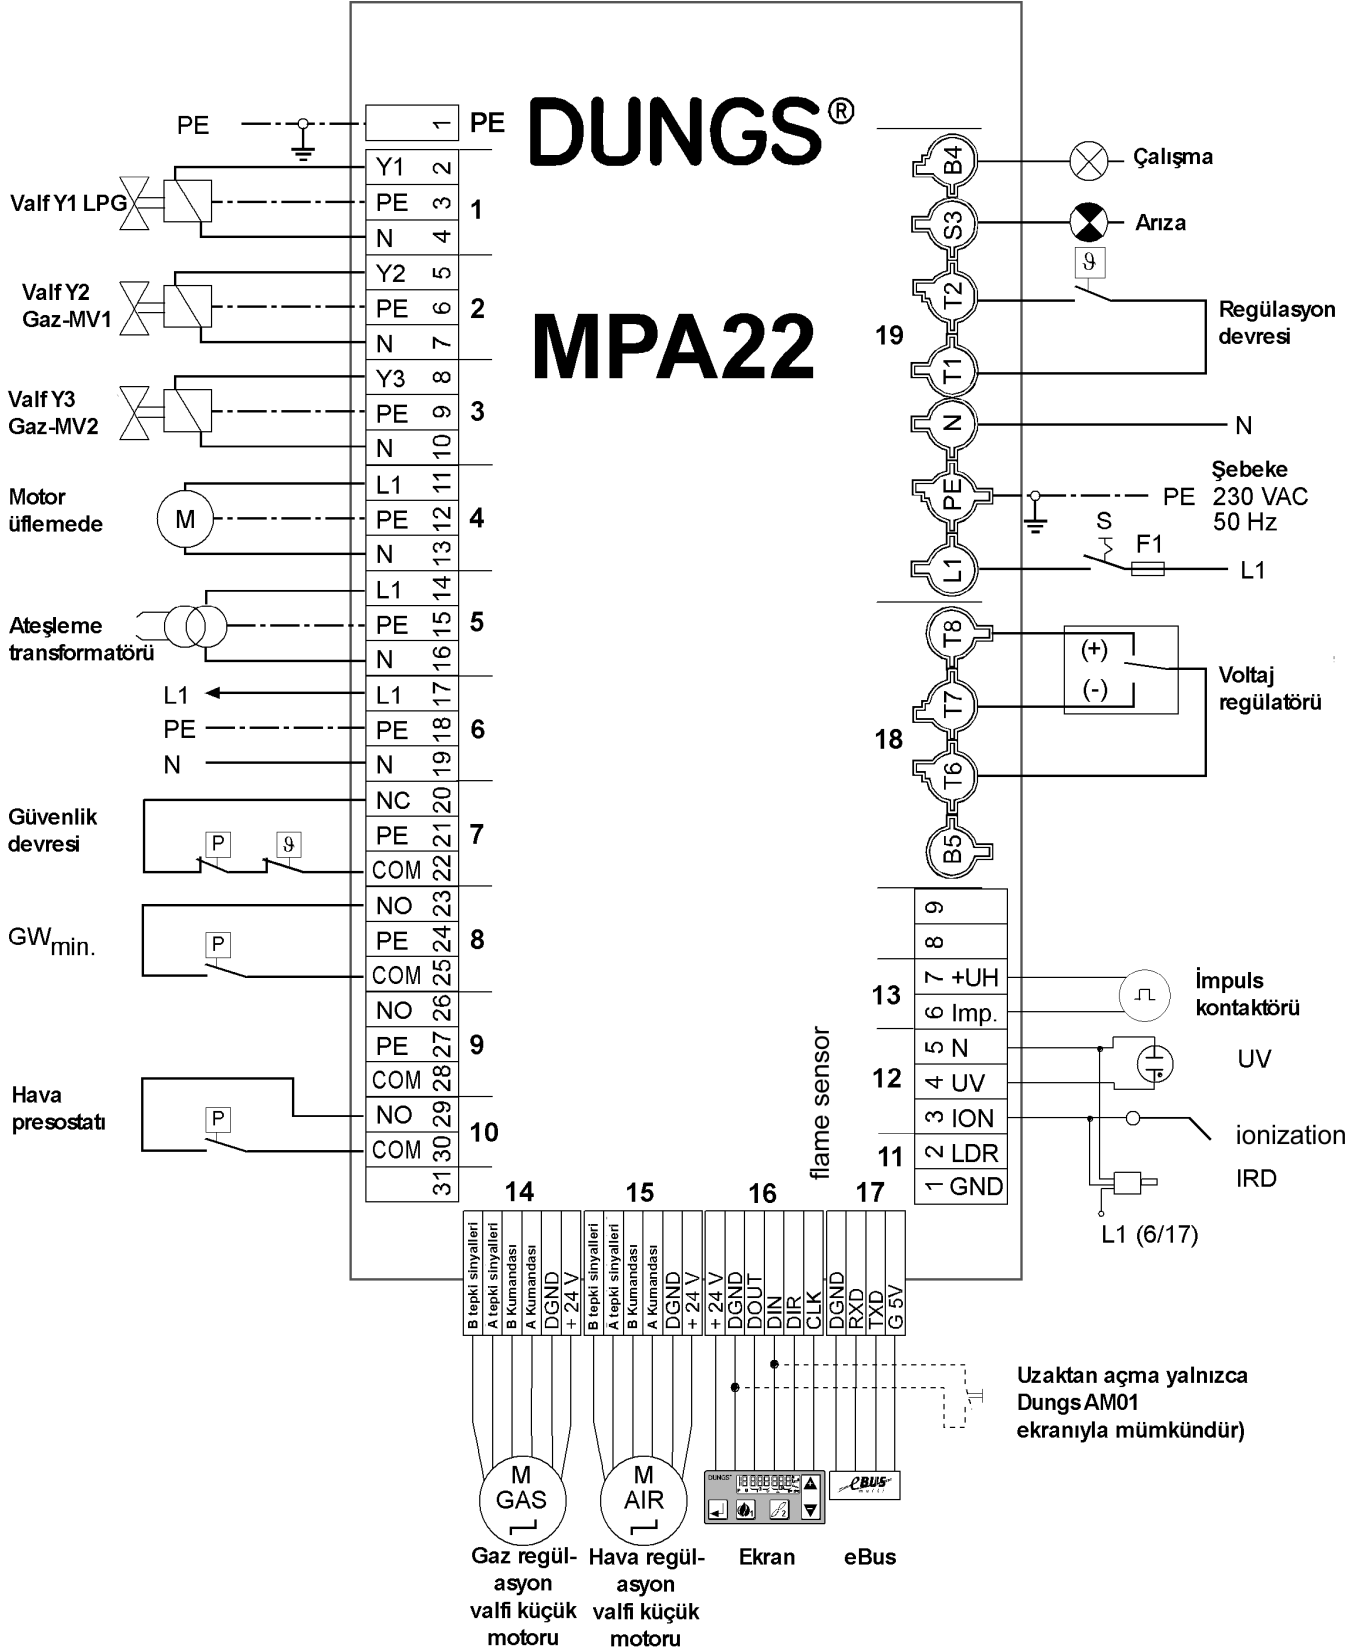 DUNGS®
MPA22
PE
1
PE
Valf Y1 LPG
Y1 2
PE 3
N 4
1
Valf Y2
Gaz-MV1
Y2 5
PE 6
N 7
2
Valf Y3
Gaz-MV2
Y3 8
PE 9
N 10
3
Motor
üflemede
M
L1 11
PE 12
N 13
4
Ateşleme
transformatörü
L1 14
PE 15
N 16
5
L1
PE
N
L1 17
PE 18
N 19
6
Güvenlik
devresi
P
ϑ
NC 20
PE 21
COM 22
7
GWmin.
P
NO 23
PE 24
COM 25
8
NO 26
PE 27
COM 28
9
Hava
presostatı
P
NO 29
COM 30
10
31
B4
Çalışma
S3
Arıza
ϑ
T2
T1
Regülasyon
devresi
19
N
N
PE
PE
Şebeke
230 VAC
50 Hz
L1
S
F1
L1
T8
T7
T6
B5
18
(+)
(-)
Voltaj
regülatörü
9
8
7 +UH
6 Imp.
13
İmpuls
kontaktörü
5 N
4 UV
12
UV
3 ION
ionization
2 LDR
1 GND
11
IRD
L1 (6/17)
flame sensor
14
B tepki sinyalleri
A tepki sinyalleri
B Kumandası
A Kumandası
DGND
+ 24 V
15
B tepki sinyalleri
A tepki sinyalleri
B Kumandası
A Kumandası
DGND
+ 24 V
16
+ 24 V
DGND
DOUT
DIN
DIR
CLK
17
DGND
RXD
TXD
G 5V
Uzaktan açma yalnızca
Dungs AM01
ekranıyla mümkündür)
M
GAS
Gaz regül-
asyon
valfi küçük
motoru
M
AIR
Hava regül-
asyon
valfi küçük
motoru
DUNGS®
Ekran
eBUS
eBus